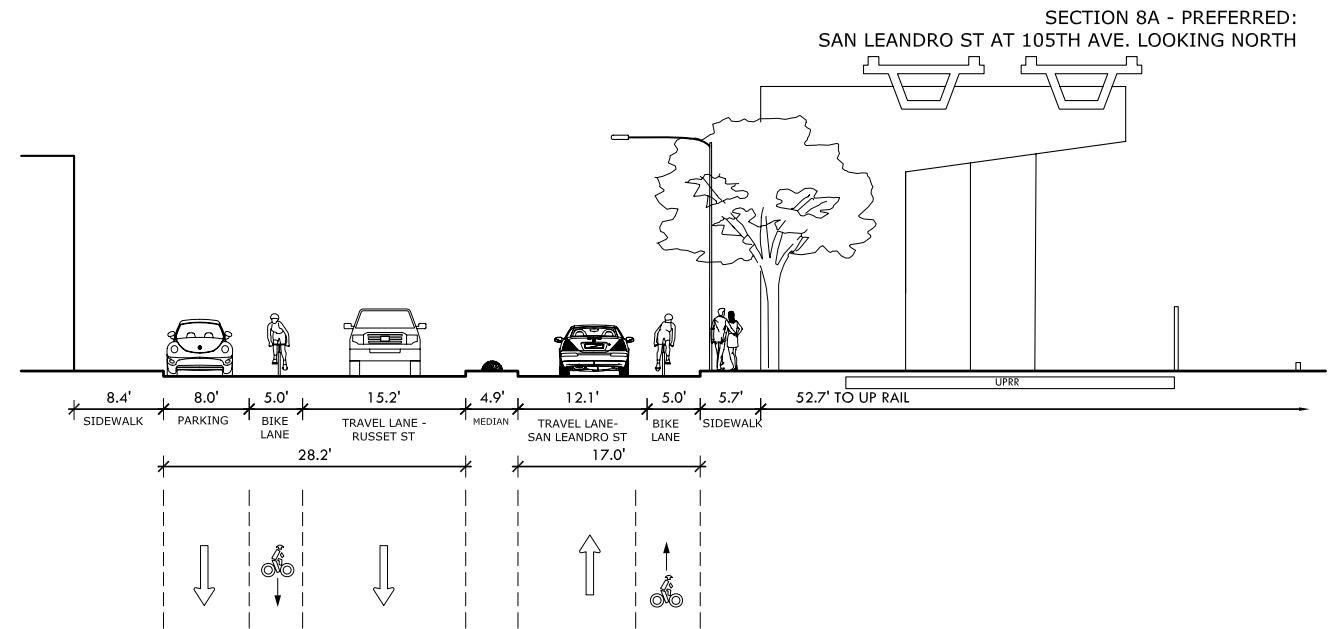 SECTION 8A - PREFERRED:
SAN LEANDRO ST AT 105TH AVE. LOOKING NORTH
UPRR
8.4' 8.0' 5.0' 15.2' 4.9' 12.1' 5.0' 5.7' 52.7' TO UP RAIL
SIDEWALK PARKING BIKE TRAVEL LANE - MEDIAN TRAVEL LANE- BIKE SIDEWALK
LANE RUSSET ST SAN LEANDRO ST LANE
28.2' 17.0'